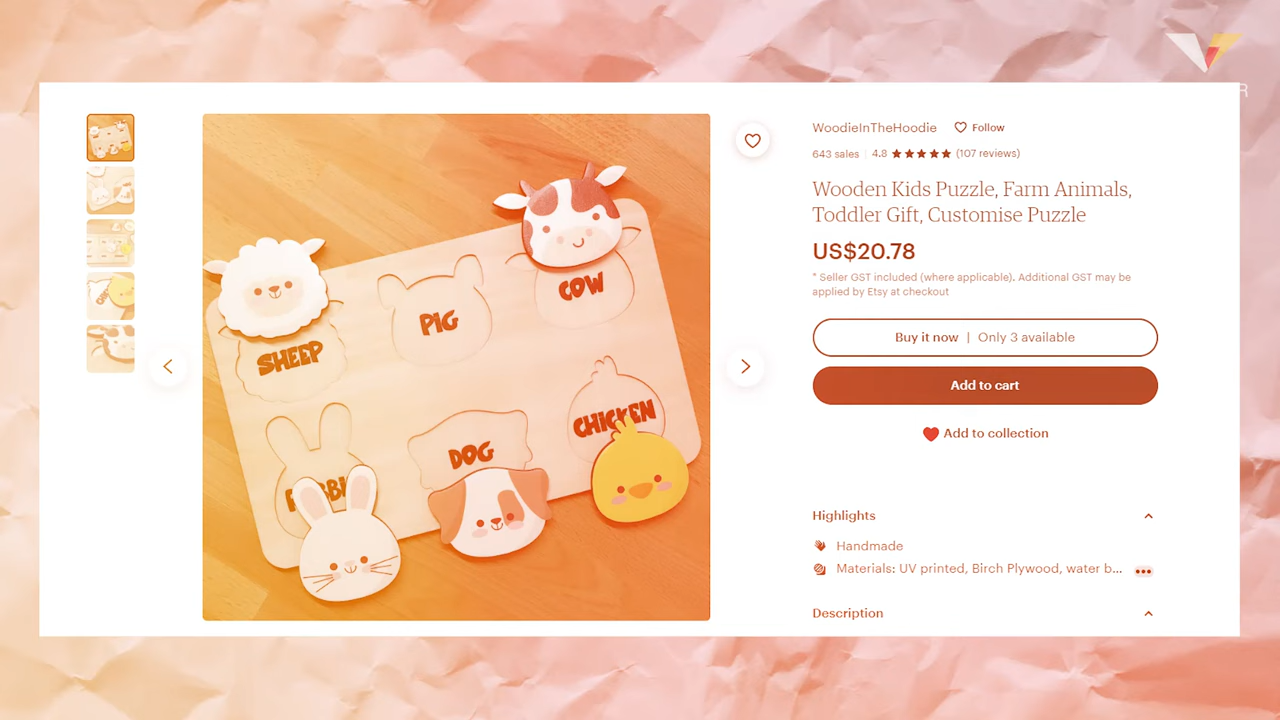 WoodieInTheHoodie
Follow
643 sales
4.8
(107 reviews)
Wooden Kids Puzzle, Farm Animals,
Toddler Gift, Customise Puzzle
US$20.78
* Seller GST included (where applicable). Additional GST may be
applied by Etsy at checkout
Buy it now | Only 3 available
Add to cart
Add to collection
Highlights
Handmade
Materials: UV printed, Birch Plywood, water b...
Description
COW
PIG
SHEEP
CHICKEN
DOG
R